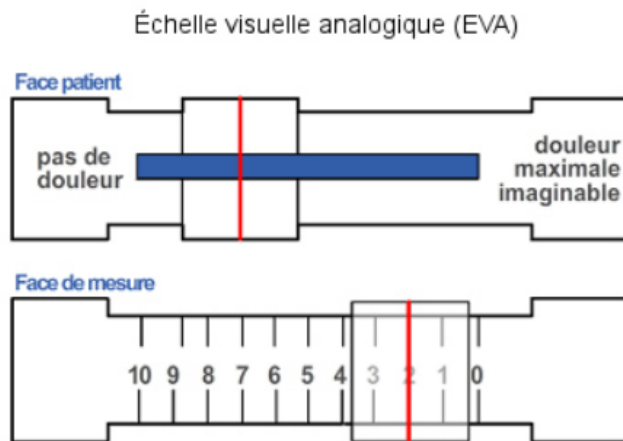 Échelle visuelle analogique (EVA)
Face patient
pas de
douleur
douleur
maximale
imaginable
Face de mesure
10 9 8 7 6 5 4 3 2 1 0